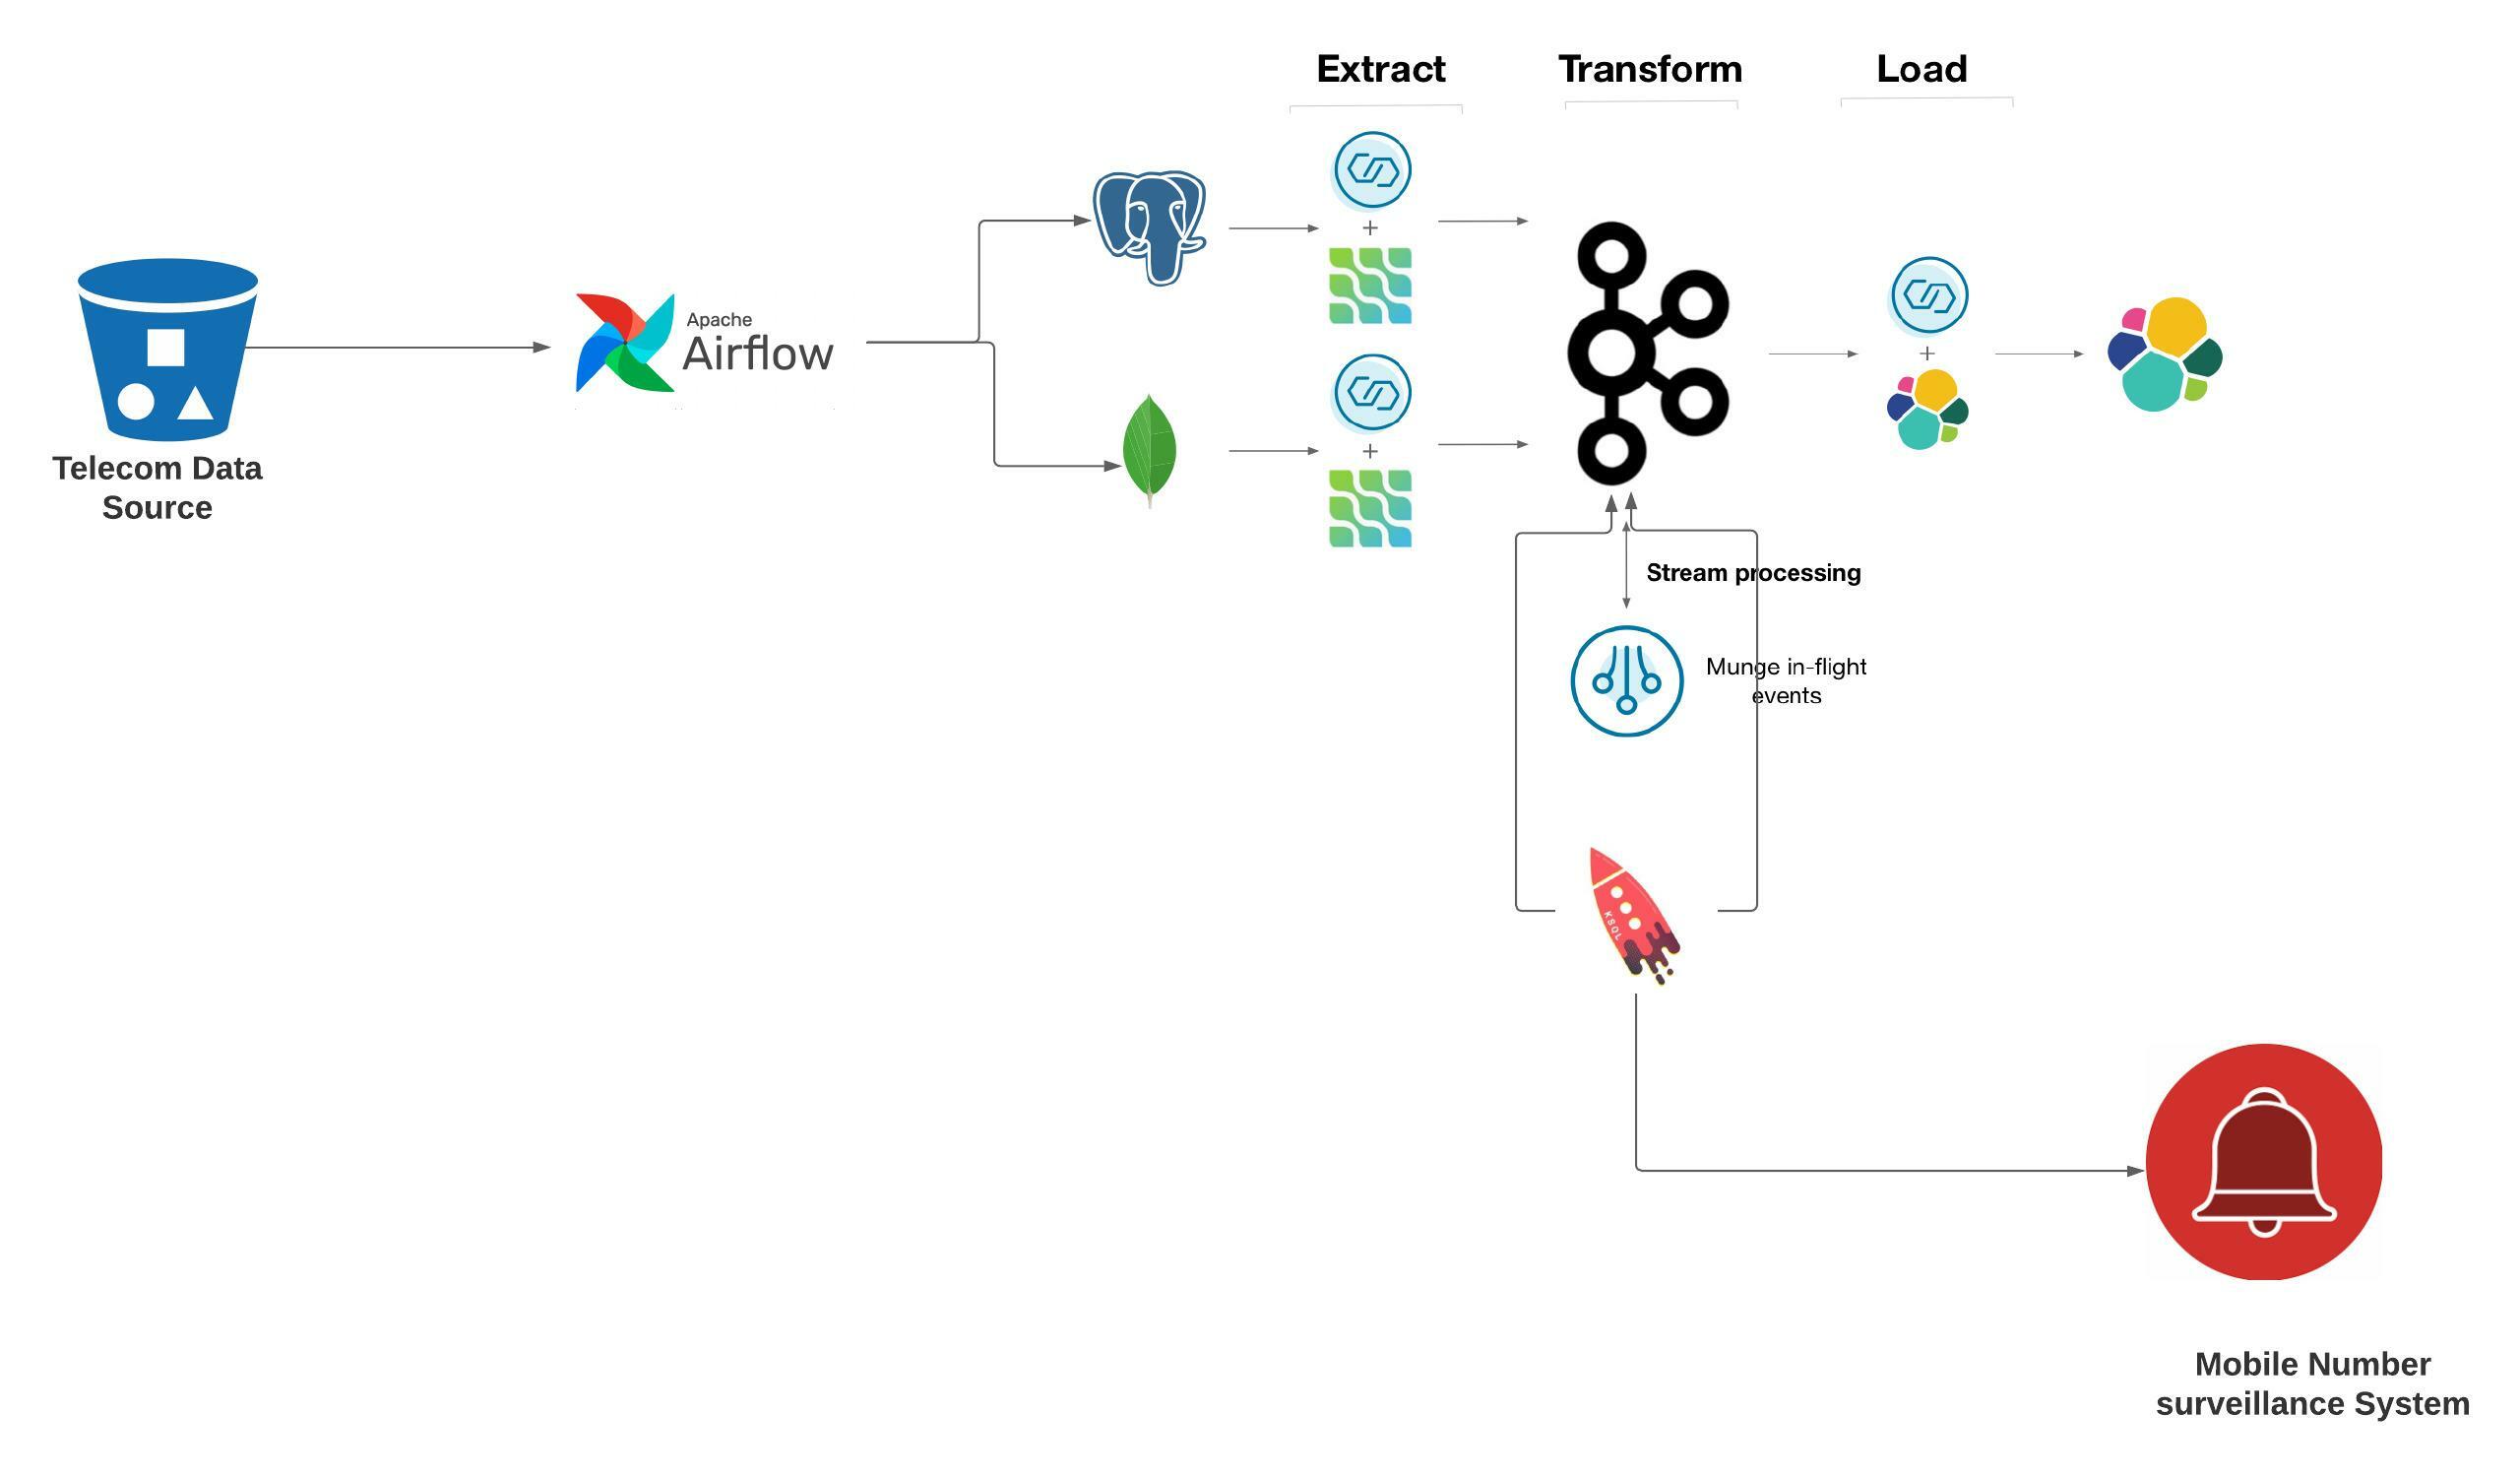 Extract
Transform
Load
Apache
Airflow
Telecom Data
Source
Stream processing
Munge in-flight
events
KSQL
Mobile Number
surveillance System